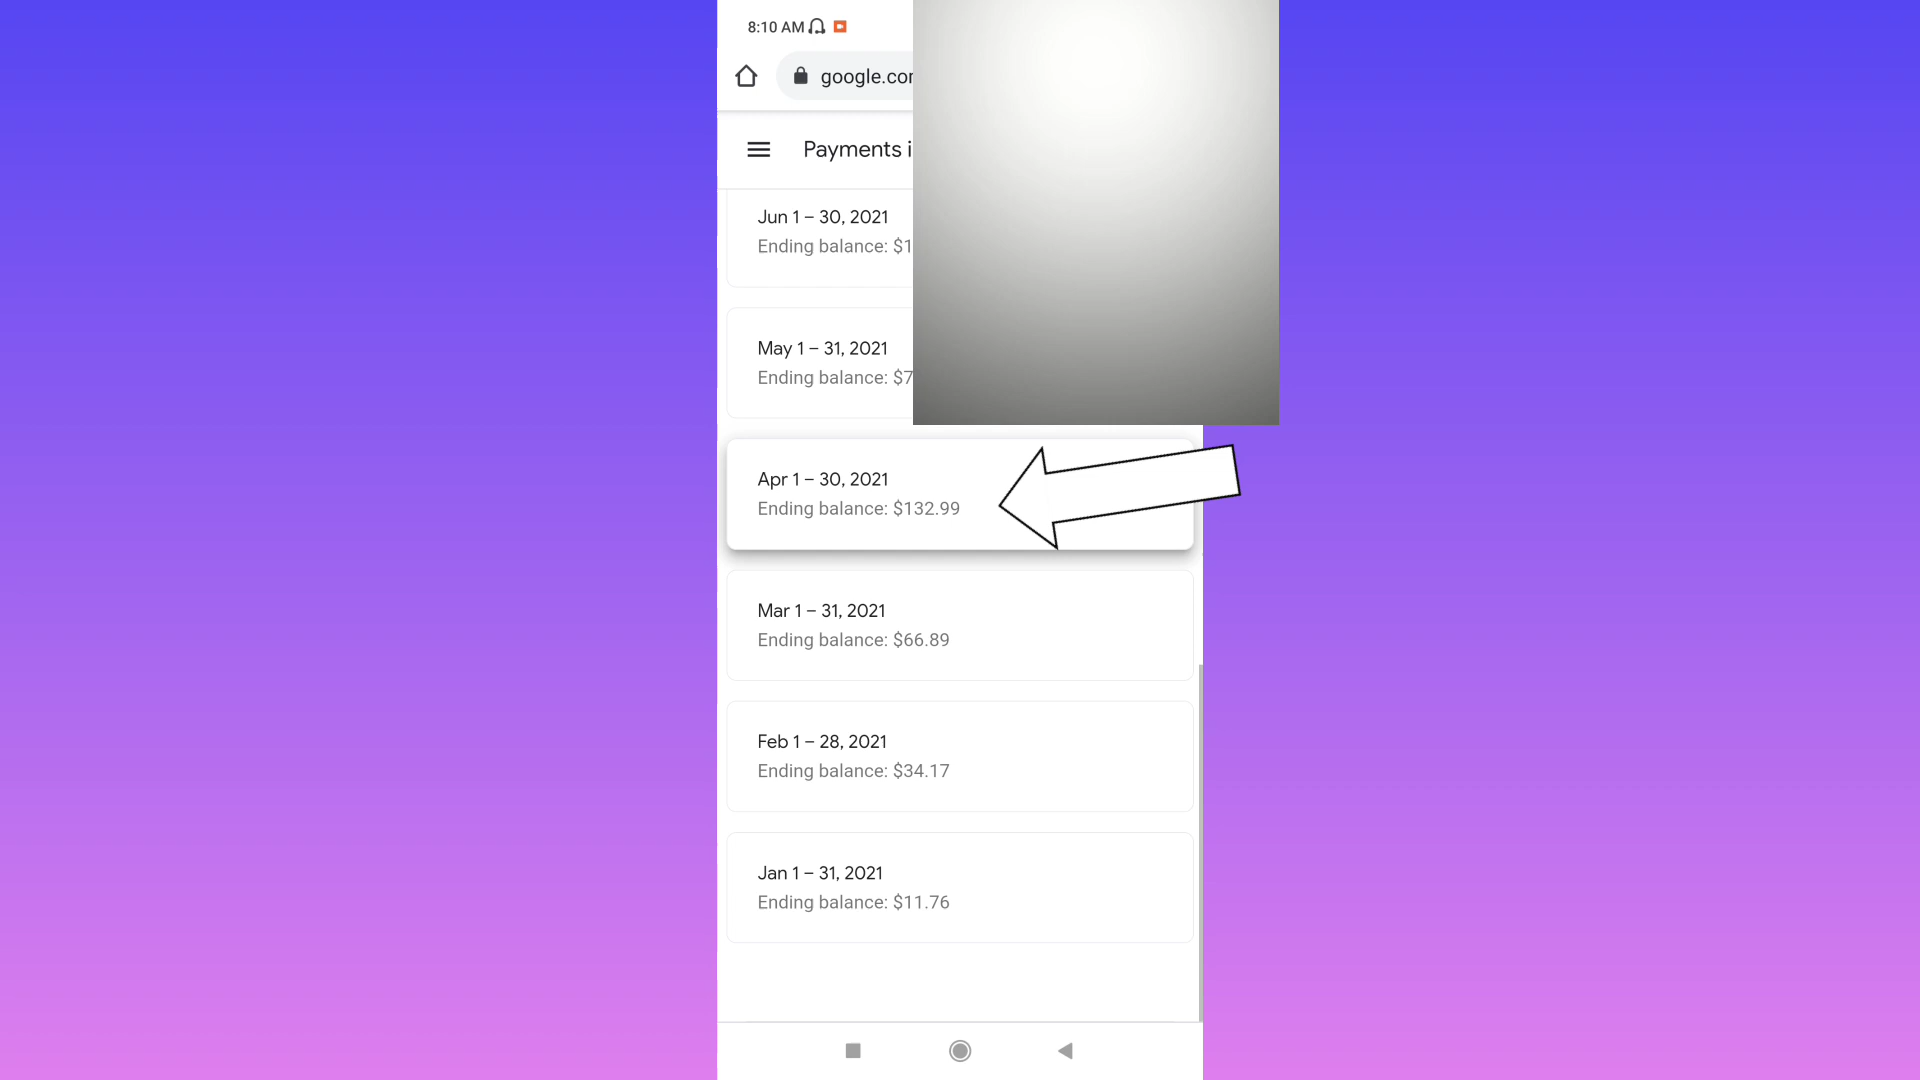 8:10 AM
google.com
Payments i
Jun 1 – 30, 2021
Ending balance: $1
May 1 – 31, 2021
Ending balance: $7
Apr 1 – 30, 2021
Ending balance: $132.99
Mar 1 – 31, 2021
Ending balance: $66.89
Feb 1 – 28, 2021
Ending balance: $34.17
Jan 1 – 31, 2021
Ending balance: $11.76